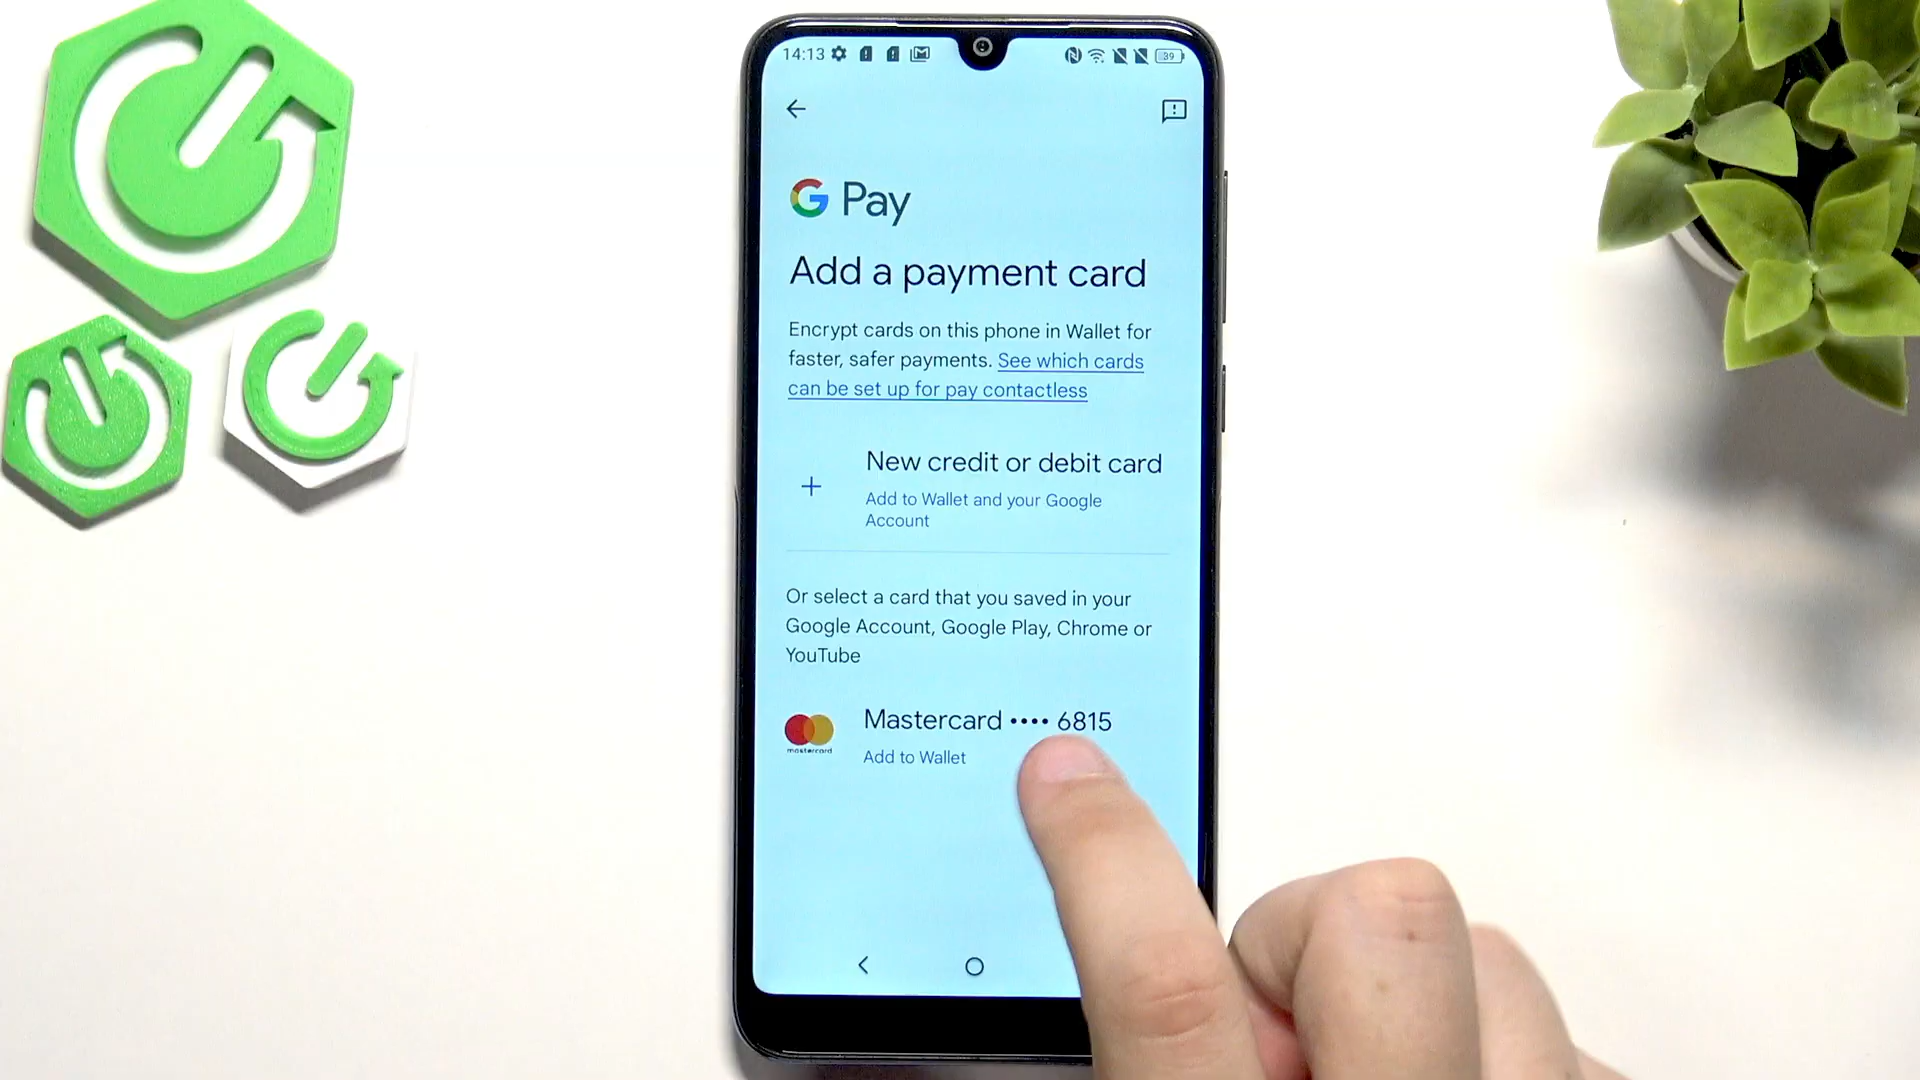 14:13
39
G Pay
Add a payment card
Encrypt cards on this phone in Wallet for
faster, safer payments. See which cards
can be set up for pay contactless
New credit or debit card
Add to Wallet and your Google
Account
Or select a card that you saved in your
Google Account, Google Play, Chrome or
YouTube
Mastercard •••• 6815
mastercard
Add to Wallet